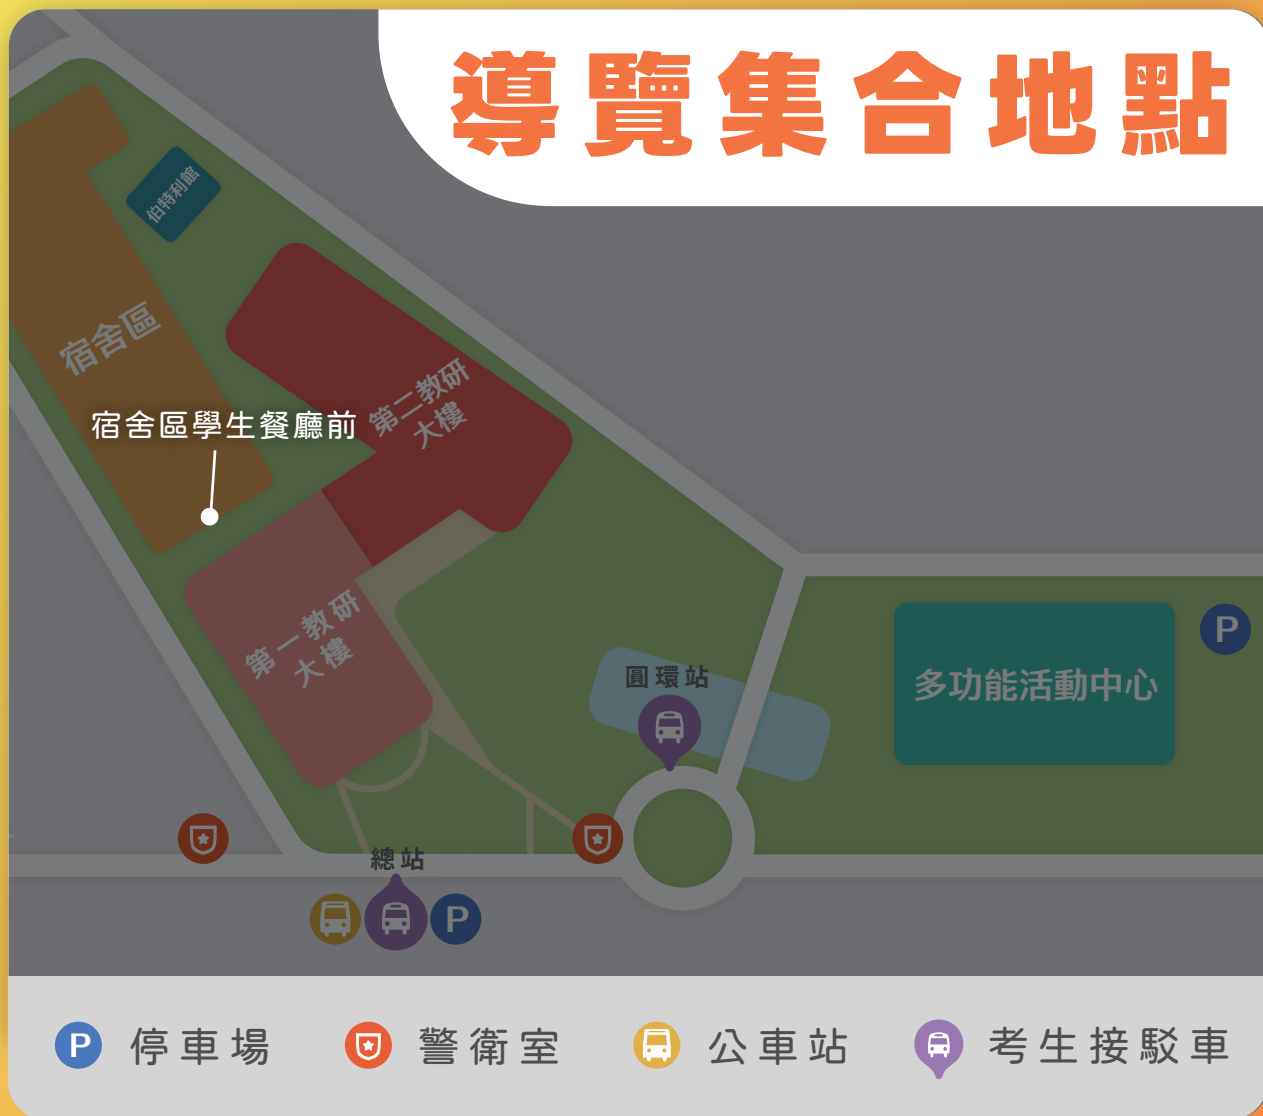 導覽集合地點
伯特利館
宿舍區
第二教研
大樓
宿舍區學生餐廳前
第一教研
大樓
圓環站
多功能活動中心
P
總站
P
P 停車場
警衛室
公車站
考生接駁車